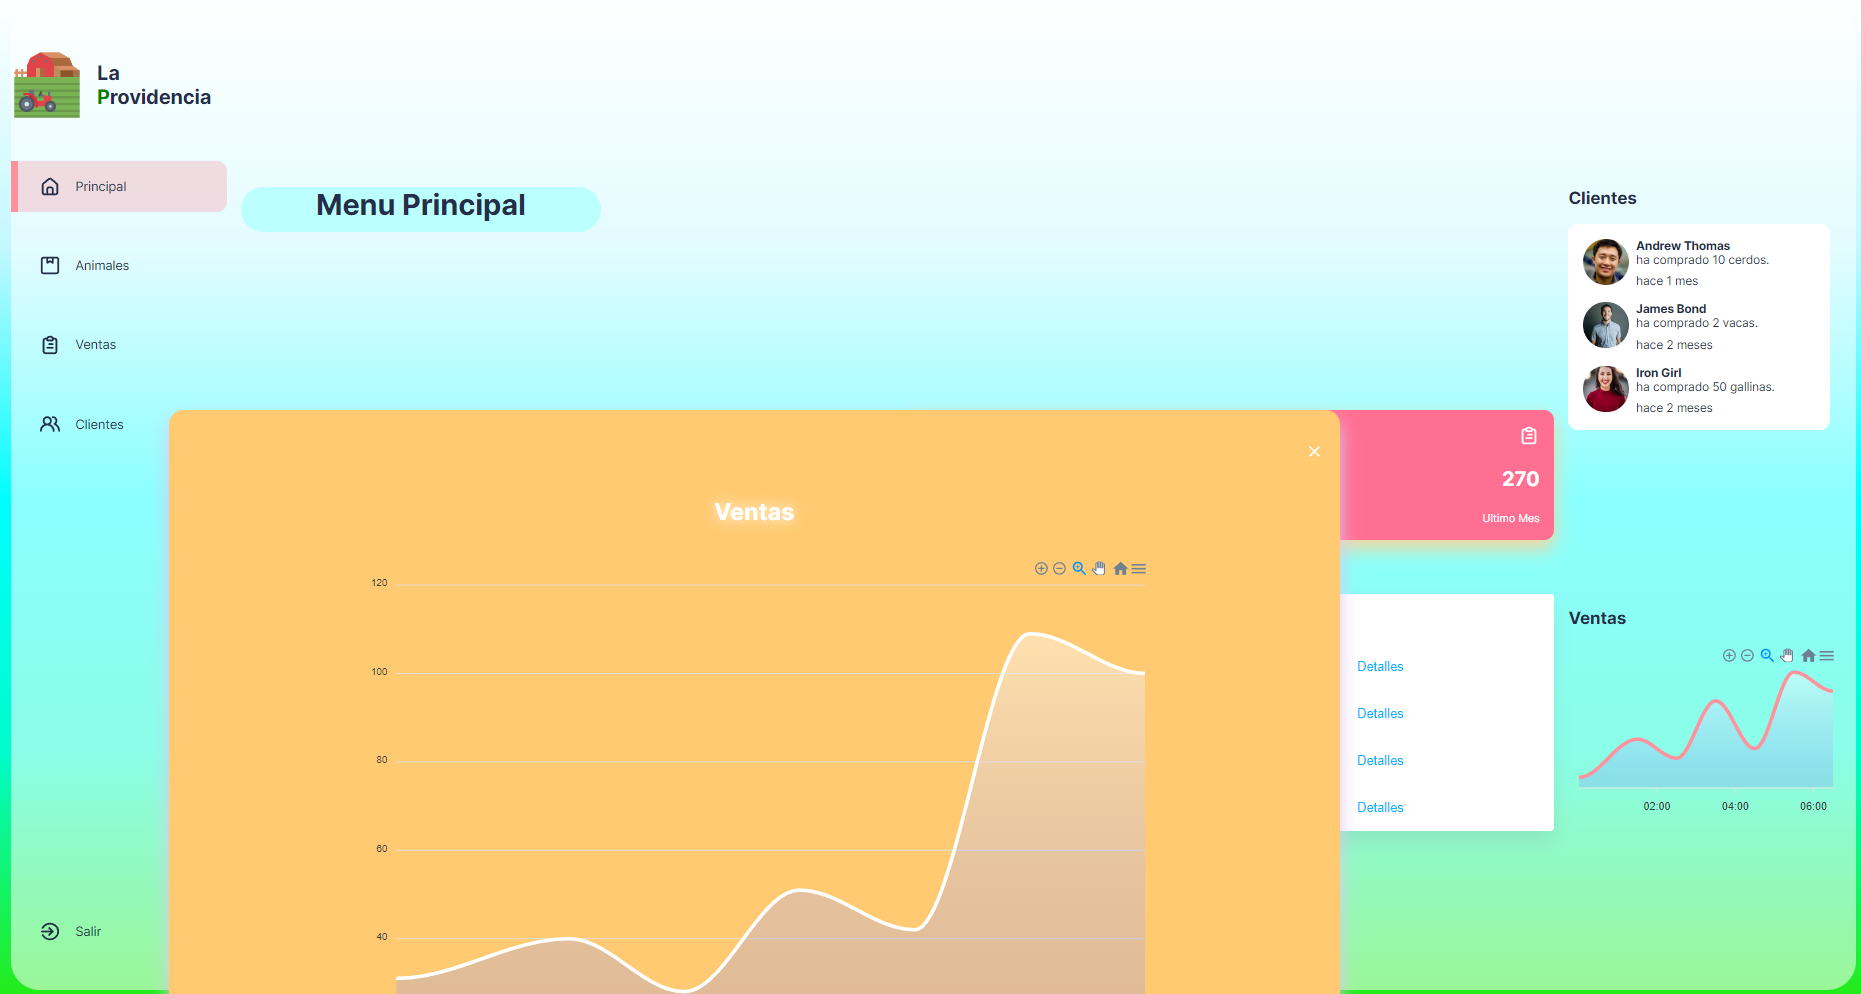 La
Providencia
Principal
Animales
Ventas
Clientes
Salir
Menu Principal
Ventas
120
100
80
60
40
270
Ultimo Mes
Detalles
Detalles
Detalles
Detalles
Clientes
Andrew Thomas
ha comprado 10 cerdos.
hace 1 mes
James Bond
ha comprado 2 vacas.
hace 2 meses
Iron Girl
ha comprado 50 gallinas.
hace 2 meses
Ventas
02:00 04:00 06:00